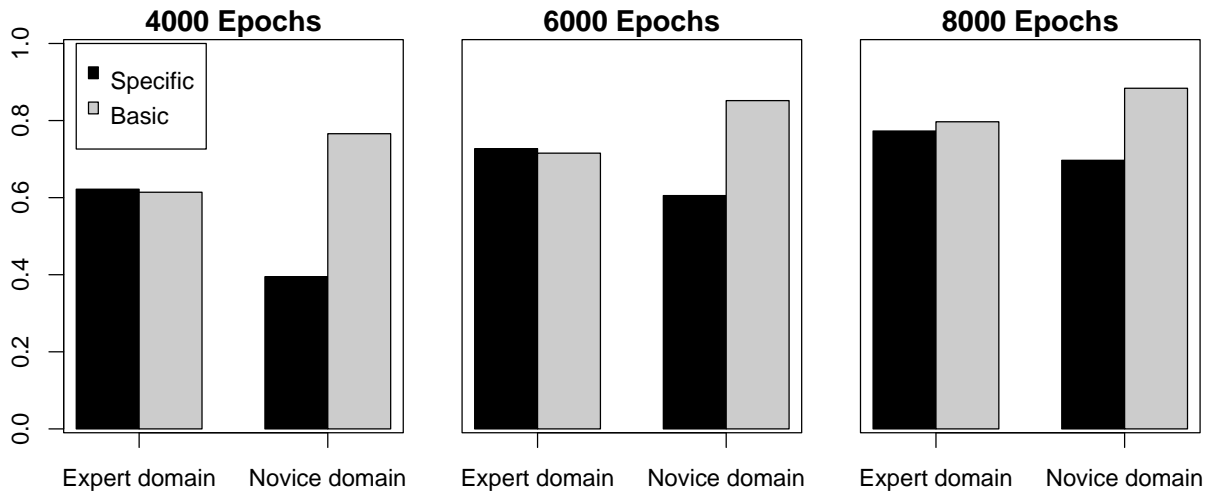 4000 Epochs
6000 Epochs
8000 Epochs
1.0
0.8
0.6
0.4
0.2
0.0
Specific
Basic
Expert domain
Novice domain
Expert domain
Novice domain
Expert domain
Novice domain